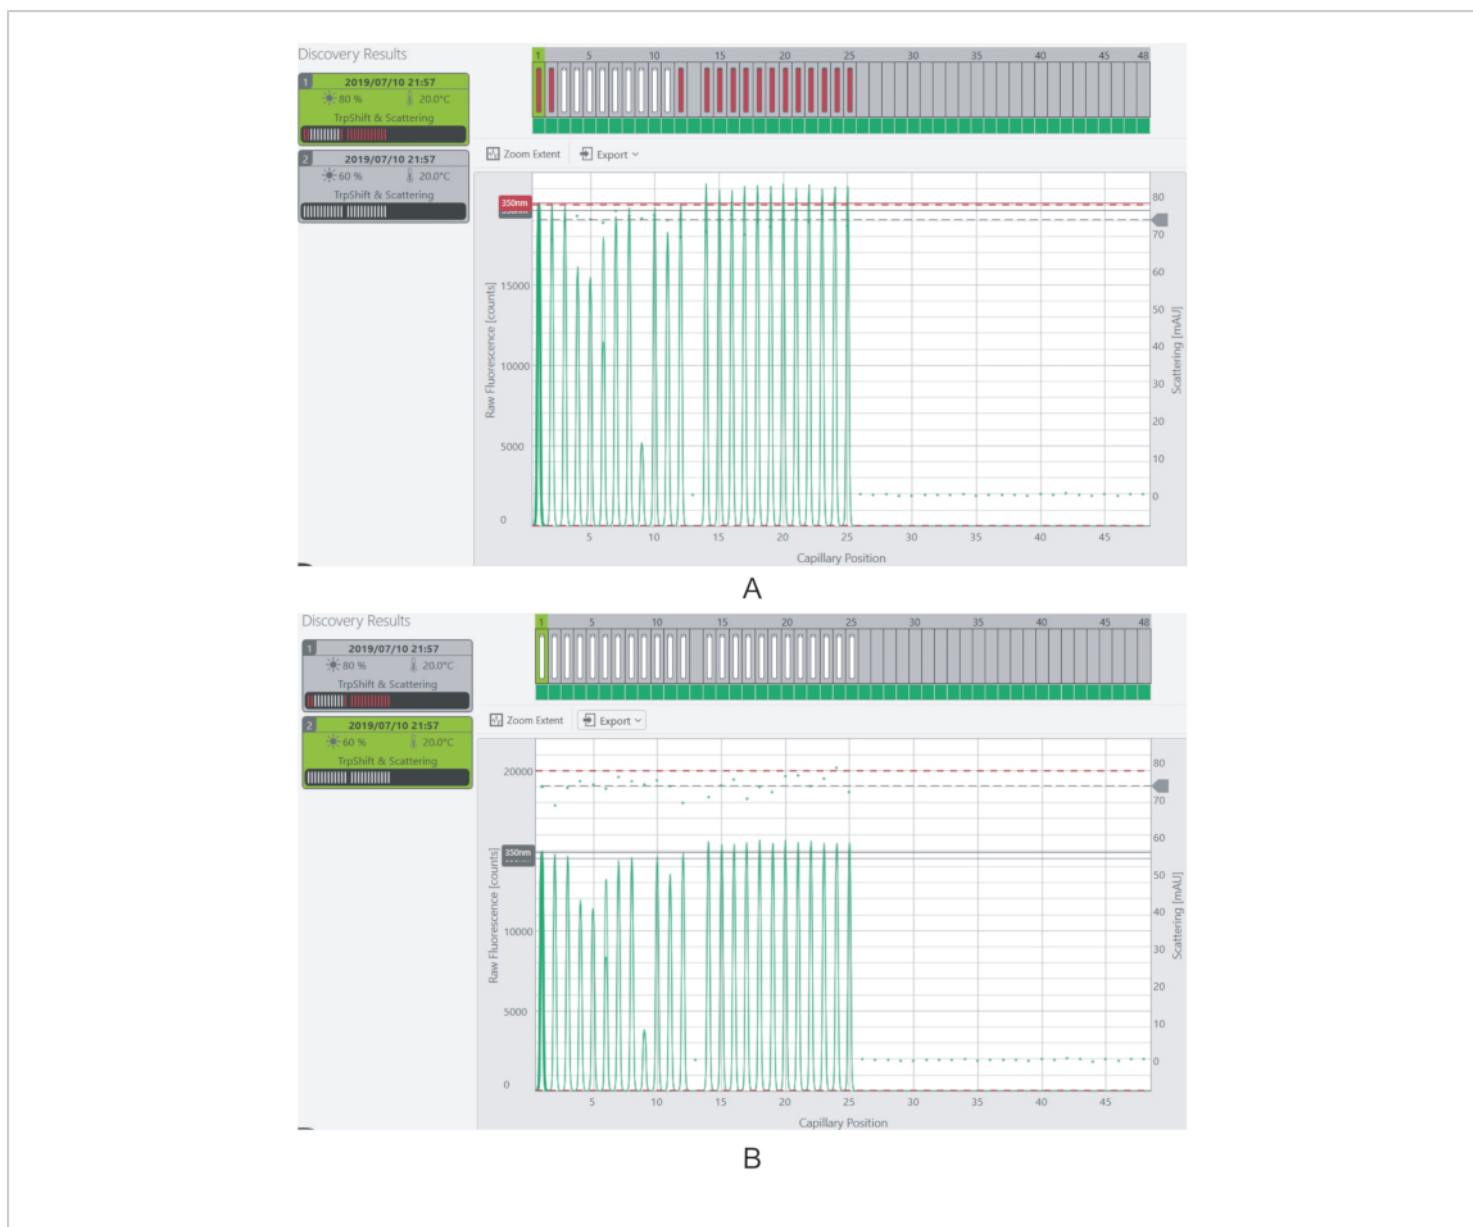 Discovery Results
1 5 10 15 20 25 30 40 48
1 2019/07/10 21:57
80 % 20.0°C
TrpShift & Scattering
2 2019/07/10 21:57
60 % 20.0°C
TrpShift & Scattering
Zoom Extent Export
350nm
80
70
60
50
40
30
20
10
0
15000
10000
5000
0
Raw Fluorescence [counts]
Scattering [mAU]
5 10 15 20 25 30 35 40 45
Capillary Position
A
Discovery Results
1 5 10 15 20 25 30 40 48
1 2019/07/10 21:57
80 % 20.0°C
TrpShift & Scattering
2 2019/07/10 21:57
60 % 20.0°C
TrpShift & Scattering
Zoom Extent Export
20000
350nm
10000
5000
0
80
70
60
50
40
30
20
10
0
Raw Fluorescence [counts]
Scattering [mAU]
5 10 15 20 25 30 35 40 45
Capillary Position
B